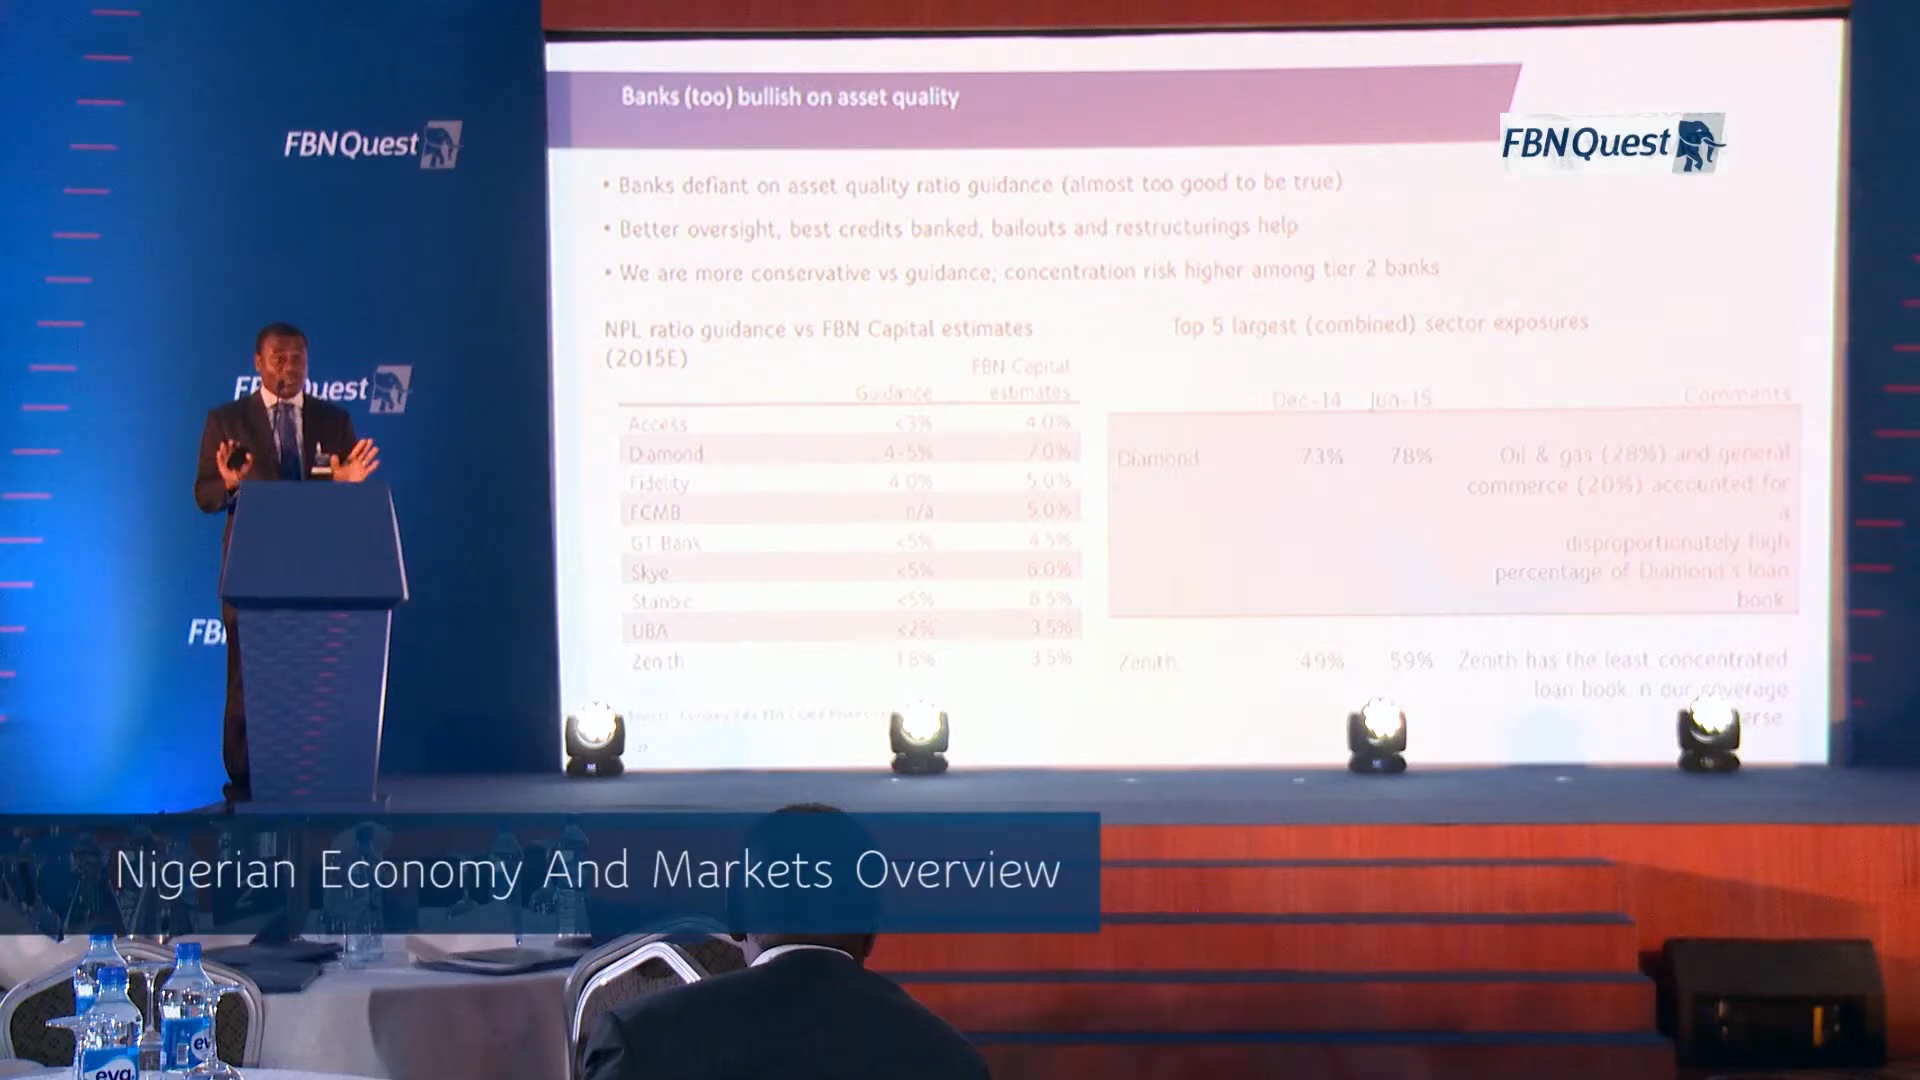 Banks (too) bullish on asset quality
FBNQuest
FBNQuest
• Banks defiant on asset quality ratio guidance (almost too good to be true)
• Better oversight, best credits banked, bailouts and restructurings help
• We are more conservative vs guidance; concentration risk higher among tier 2 banks
NPL ratio guidance vs FBN Capital estimates
(2015E)
FBN Capital
Guidance estimates
Access <3% 4.0%
Diamond 4-5% 7.0%
Fidelity 4.0% 5.0%
FCMB n/a 5.0%
GT Bank <5% 4.5%
Skye <5% 6.0%
Stanbic <5% 6.5%
UBA <2% 3.5%
Zenith 1.8% 3.5%
Top 5 largest (combined) sector exposures
Dec-14 Jun-15 Comments
Diamond 73% 78% Oil & gas (28%) and general
commerce (20%) accounted for
a
disproportionately high
percentage of Diamond's loan
book
Zenith 49% 59% Zenith has the least concentrated
loan book in our coverage
erse
FB Quest
FB
Nigerian Economy And Markets Overview
eva
ev